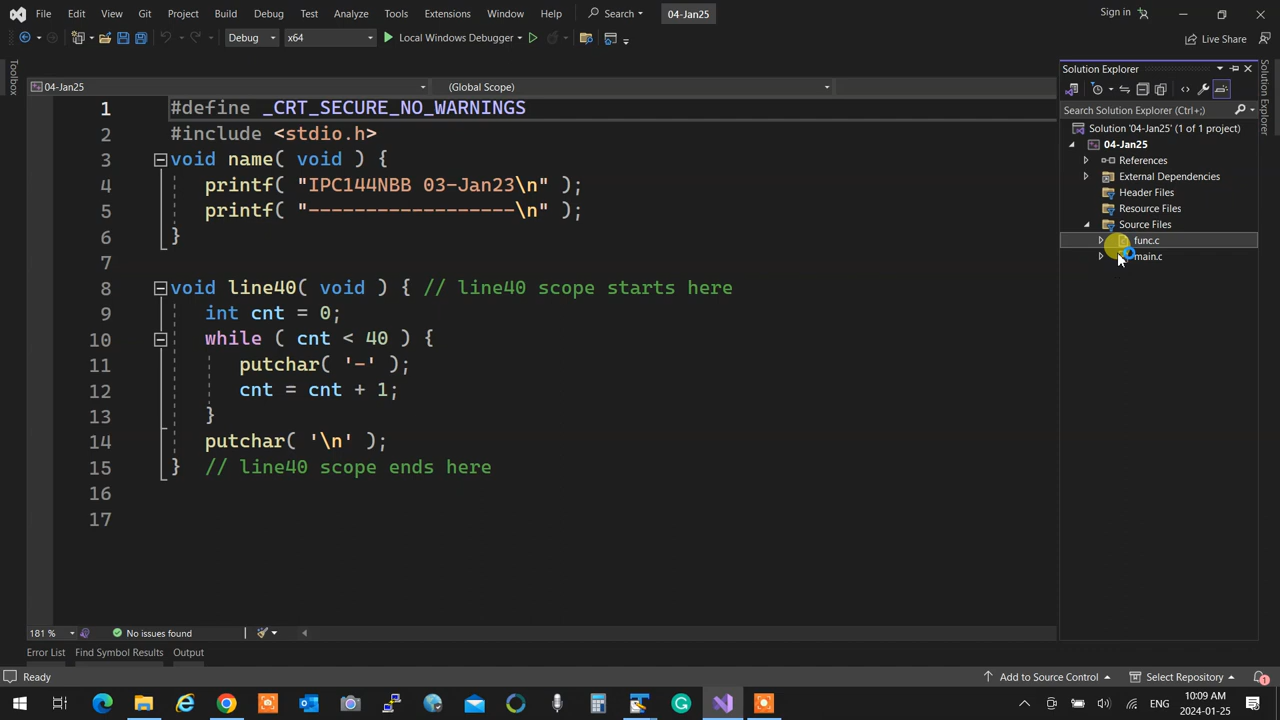 File Edit View Git Project Build Debug Test Analyze Tools Extensions Window Help Search 04-Jan25 Sign in
Debug x64 Local Windows Debugger Live Share
Toolbox
04-Jan25 (Global Scope)
1 #define _CRT_SECURE_NO_WARNINGS
2 #include <stdio.h>
3 void name( void ) {
4 printf( "IPC144NBB 03-Jan23\n" );
5 printf( "------------------\n" );
6 }
7
8 void line40( void ) { // line40 scope starts here
9 int cnt = 0;
10 while ( cnt < 40 ) {
11 putchar( '-' );
12 cnt = cnt + 1;
13 }
14 putchar( '\n' );
15 } // line40 scope ends here
16
17
181 % No issues found
Error List Find Symbol Results Output
Solution Explorer
Search Solution Explorer (Ctrl+;)
Solution '04-Jan25' (1 of 1 project)
04-Jan25
References
External Dependencies
Header Files
Resource Files
Source Files
func.c
main.c
Solution Explorer
Ready Add to Source Control Select Repository 1
ENG 10:09 AM
2024-01-25